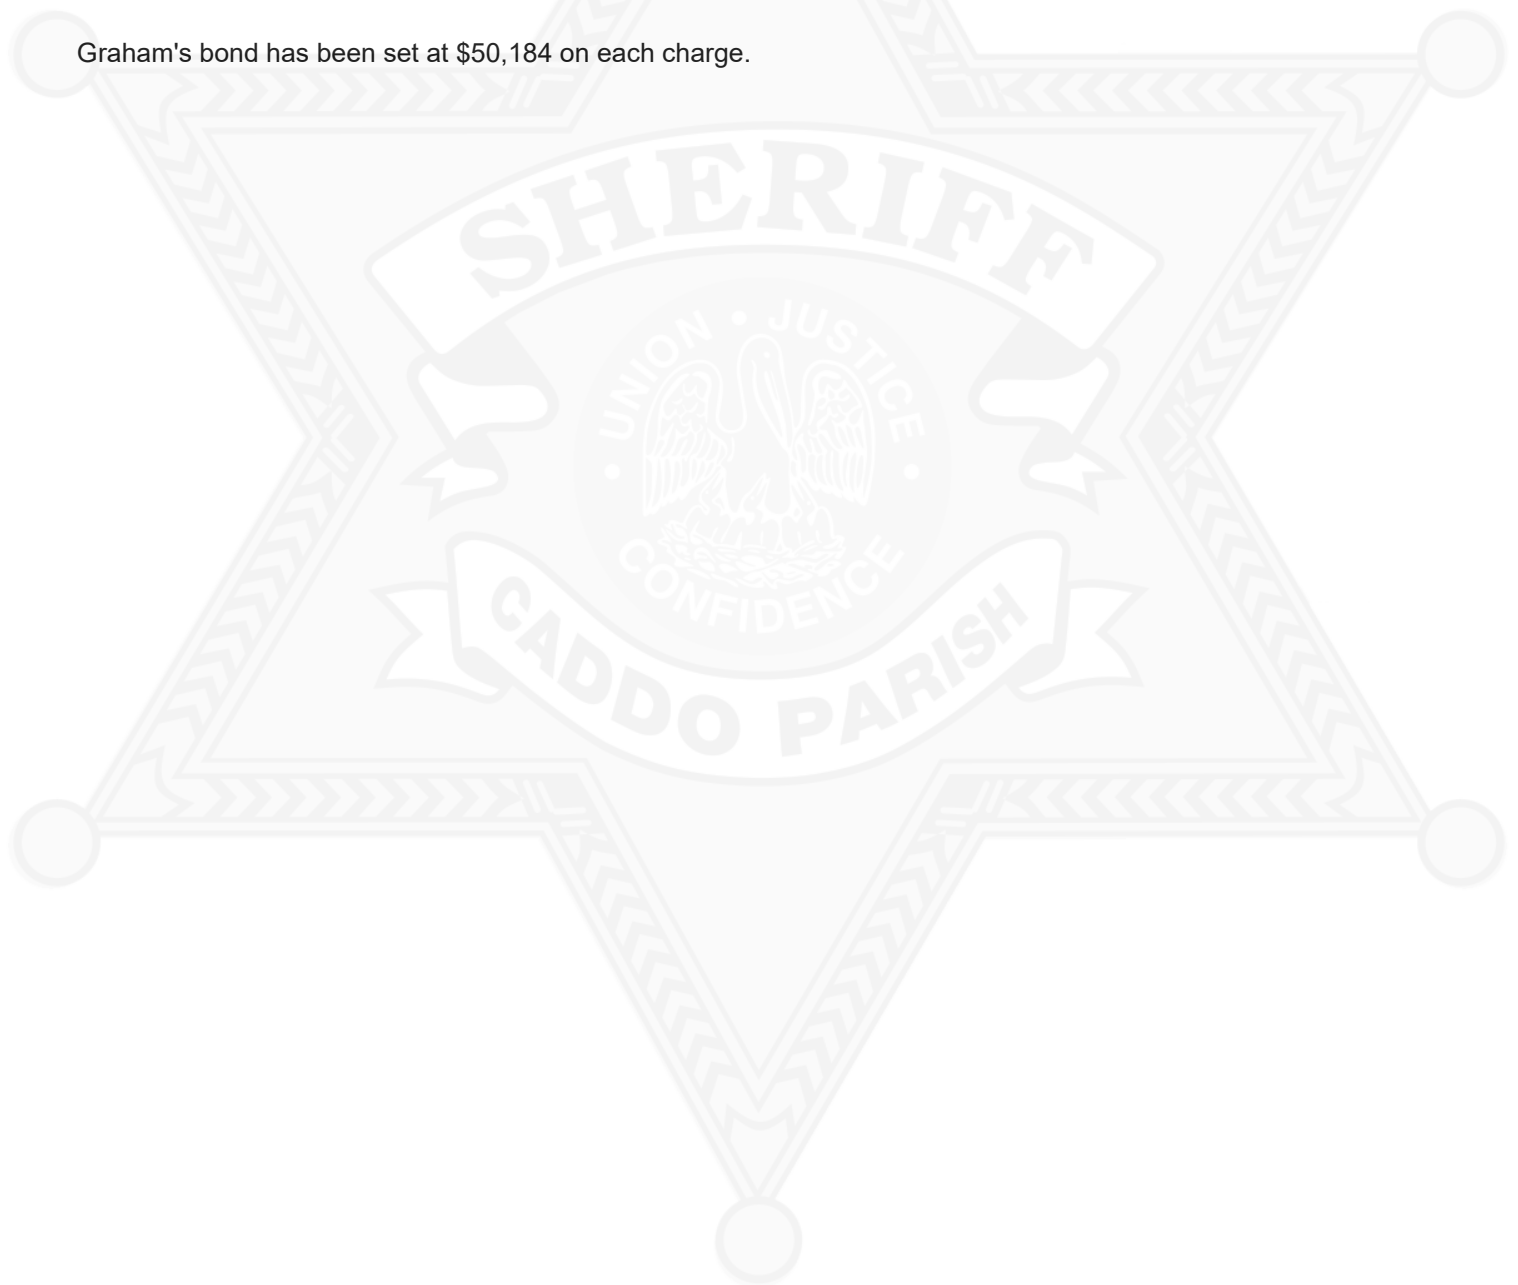 Graham's bond has been set at $50,184 on each charge.
SHERIFF
UNION • JUSTICE
• CONFIDENCE •
CADDO PARISH